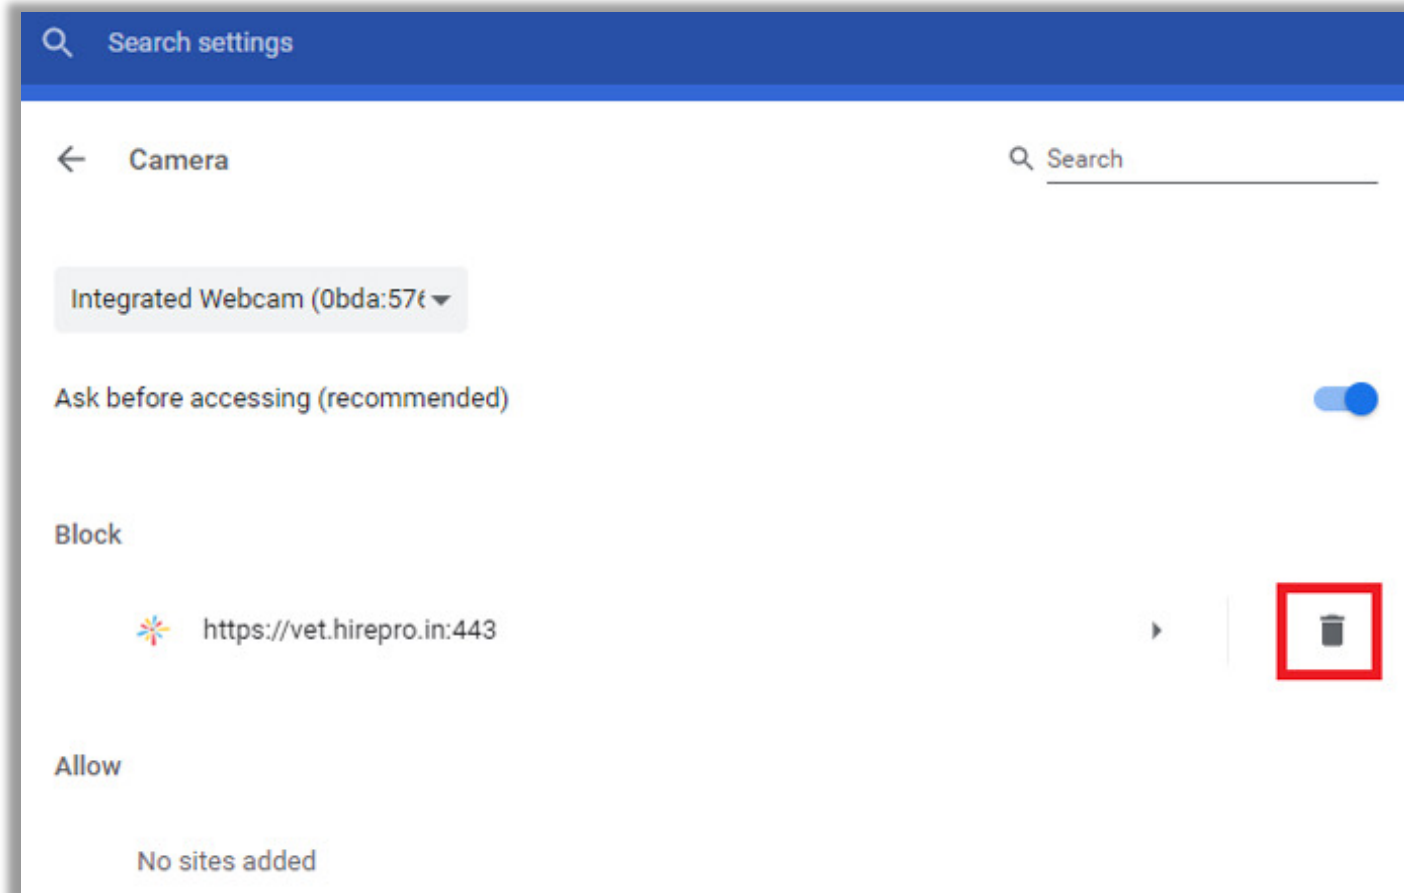 Search settings
Camera
Search
Integrated Webcam (0bda:576
Ask before accessing (recommended)
Block
https://vet.hirepro.in:443
Allow
No sites added